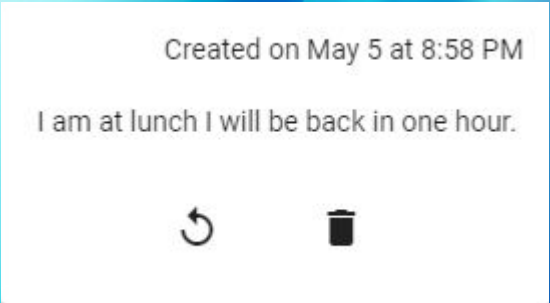 Created on May 5 at 8:58 PM
I am at lunch I will be back in one hour.